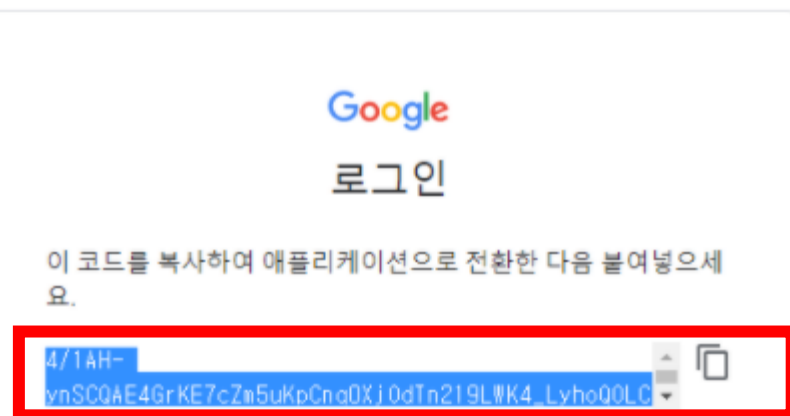 Google
로그인
이 코드를 복사하여 애플리케이션으로 전환한 다음 붙여넣으세
요.
4/1AH-
ynSCQAE4GrKE7cZm5uKpCnqOXjOdTn219LWK4_LyhoQOLC